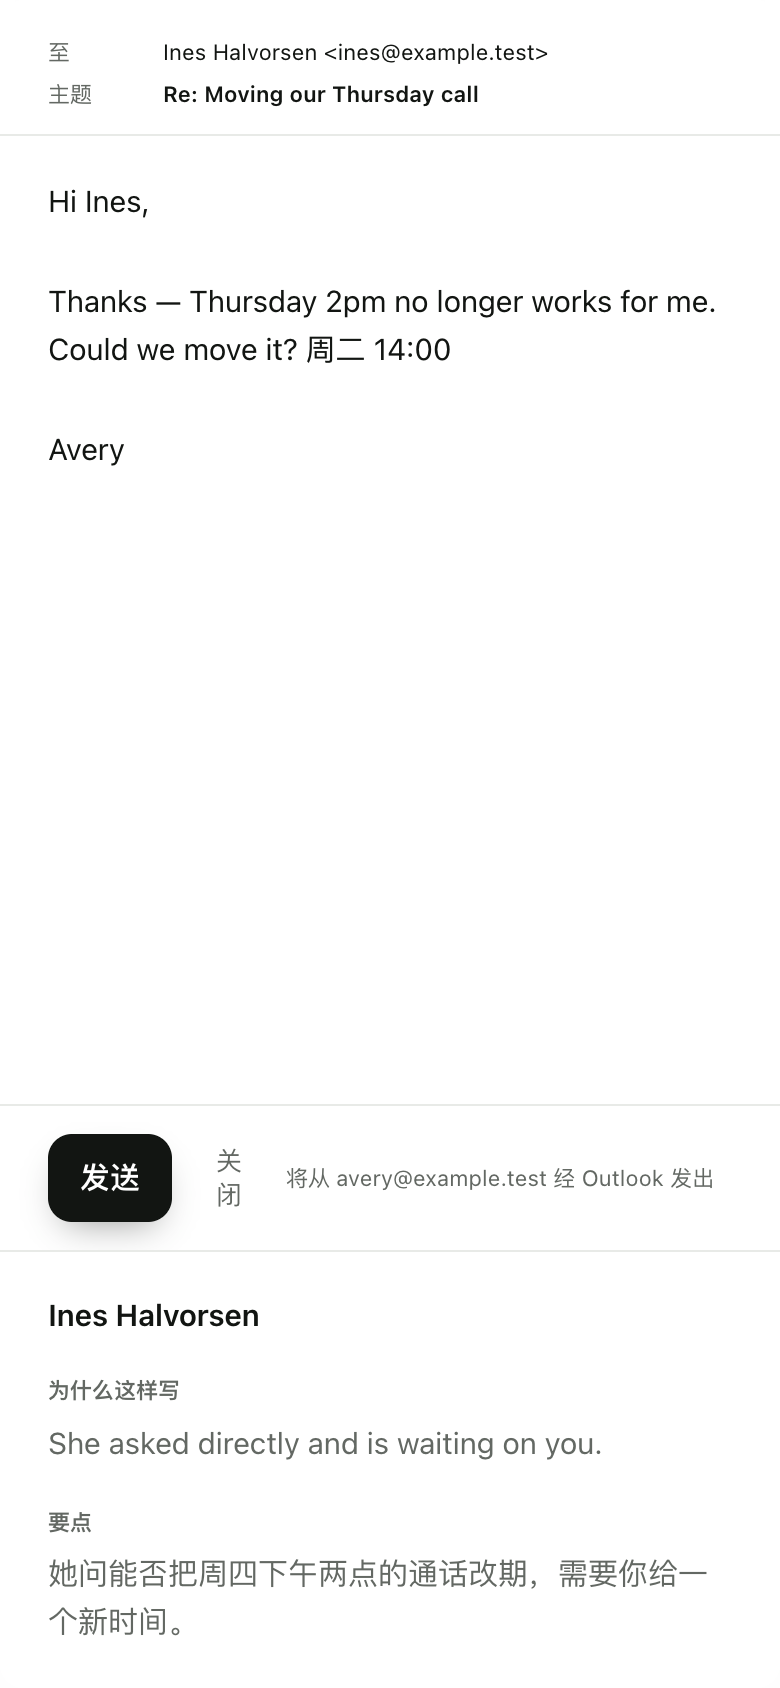 至 Ines Halvorsen <ines@example.test>
主题 Re: Moving our Thursday call
Hi Ines,
Thanks — Thursday 2pm no longer works for me.
Could we move it? 周二 14:00
Avery
发送
关
闭
将从 avery@example.test 经 Outlook 发出
Ines Halvorsen
为什么这样写
She asked directly and is waiting on you.
要点
她问能否把周四下午两点的通话改期，需要你给一
个新时间。